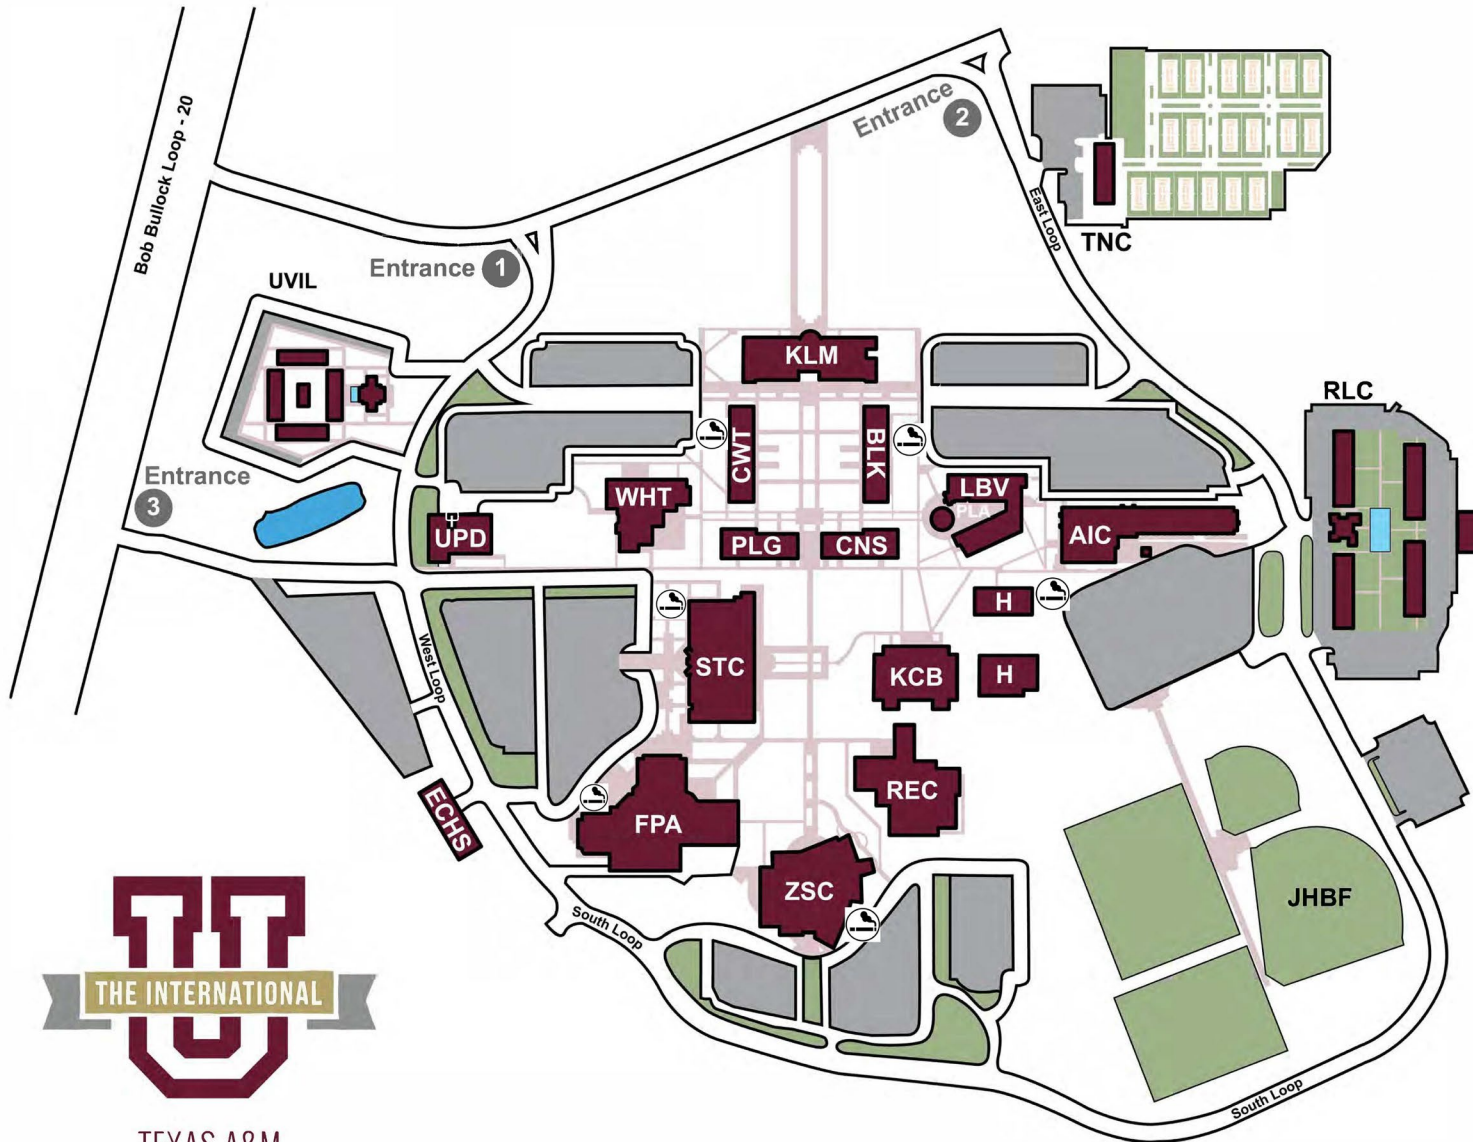 Bob Bullock Loop - 20
Entrance 2
East Loop
TNC
Entrance 1
UVIL
KLM
RLC
CWT
BLK
Entrance
3
WHT
LBV
PLA
UPD
PLG
CNS
AIC
H
West Loop
STC
KCB
H
ECHS
FPA
REC
ZSC
JHBF
South Loop
THE INTERNATIONAL
U
South Loop
TEXAS A&M